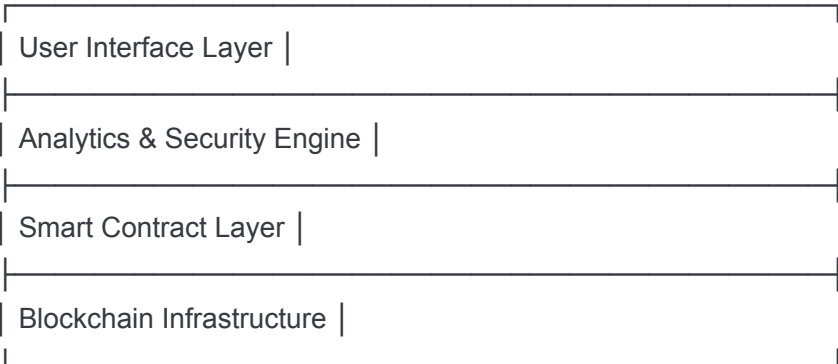 User Interface Layer
Analytics & Security Engine
Smart Contract Layer
Blockchain Infrastructure